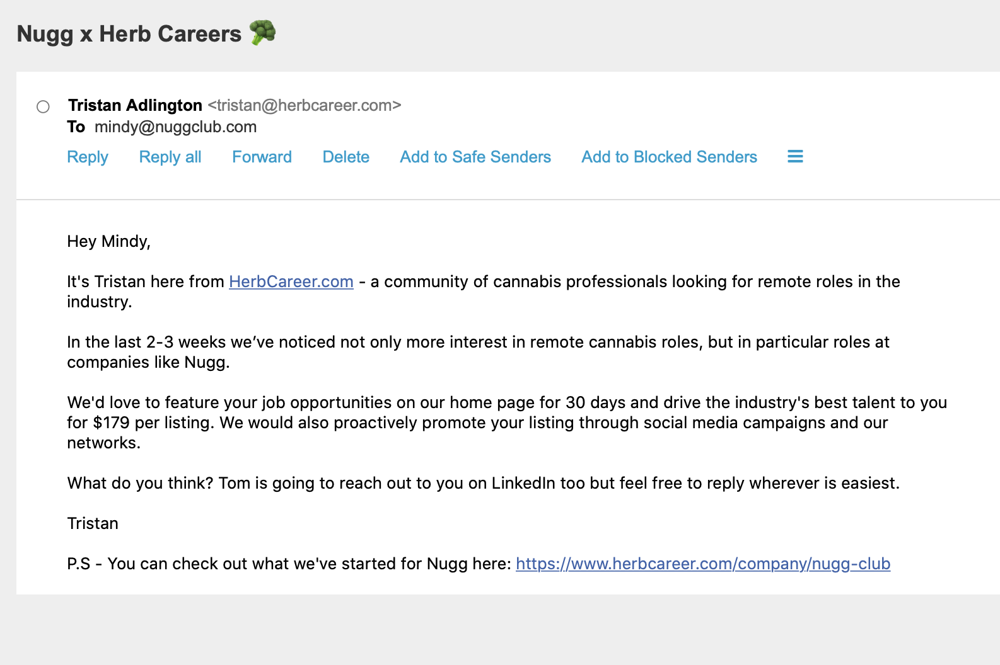 Nugg x Herb Careers 🥦
Tristan Adlington <tristan@herbcareer.com>
To mindy@nuggclub.com
Reply Reply all Forward Delete Add to Safe Senders Add to Blocked Senders
Hey Mindy,
It's Tristan here from HerbCareer.com - a community of cannabis professionals looking for remote roles in the
industry.
In the last 2-3 weeks we’ve noticed not only more interest in remote cannabis roles, but in particular roles at
companies like Nugg.
We'd love to feature your job opportunities on our home page for 30 days and drive the industry's best talent to you
for $179 per listing. We would also proactively promote your listing through social media campaigns and our
networks.
What do you think? Tom is going to reach out to you on LinkedIn too but feel free to reply wherever is easiest.
Tristan
P.S - You can check out what we've started for Nugg here: https://www.herbcareer.com/company/nugg-club